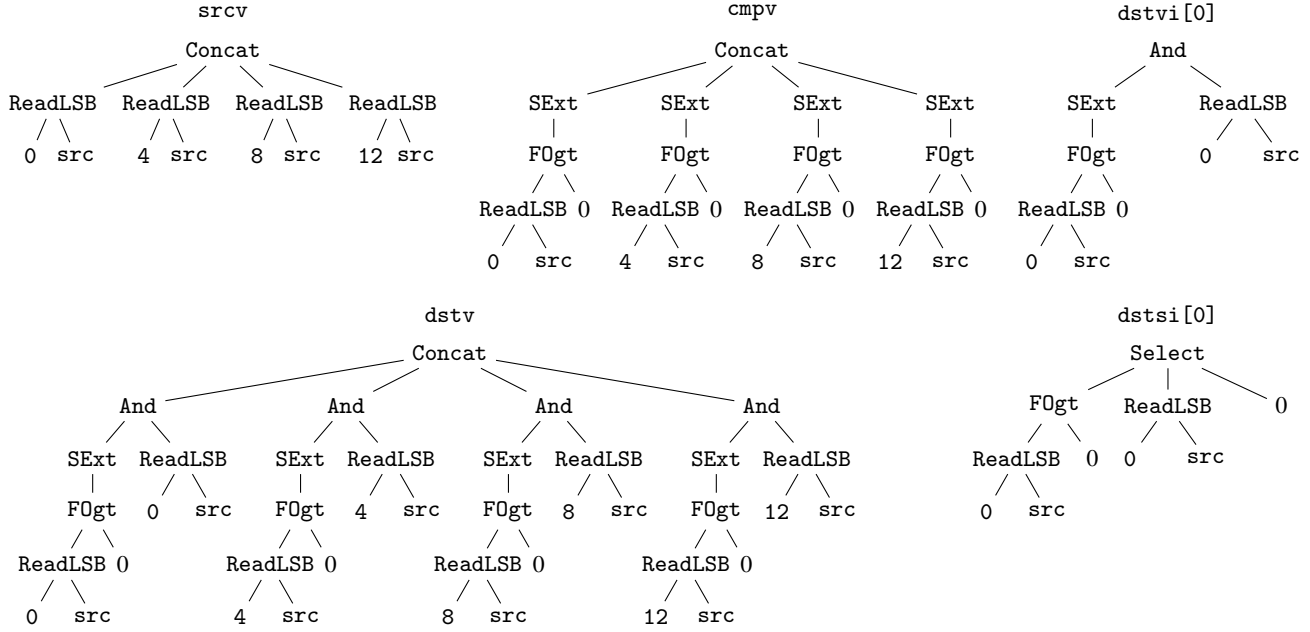 srcv cmpv dstvi[0]
Concat Concat And
ReadLSB ReadLSB ReadLSB ReadLSB SExt SExt SExt SExt SExt ReadLSB
0 src 4 src 8 src 12 src FOgt FOgt FOgt FOgt FOgt 0 src
ReadLSB 0 ReadLSB 0 ReadLSB 0 ReadLSB 0 ReadLSB 0
0 src 4 src 8 src 12 src 0 src
dstv dstsi[0]
Concat Select
And And And And FOgt ReadLSB 0
SExt ReadLSB SExt ReadLSB SExt ReadLSB SExt ReadLSB ReadLSB 0 0 src
FOgt 0 src FOgt 4 src FOgt 8 src FOgt 12 src 0 src
ReadLSB 0 ReadLSB 0 ReadLSB 0 ReadLSB 0
0 src 4 src 8 src 12 src